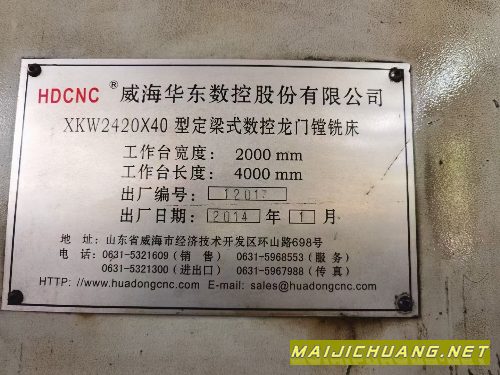 HDCNC ® 威海华东数控股份有限公司
XKW2420X40 型定梁式数控龙门镗铣床
工作台宽度: 2000 mm
工作台长度: 4000 mm
出厂编号:
出厂日期: 2014 年 1 月
地 址: 山东省威海市经济技术开发区环山路698号
电 话: 0631-5321609 (销 售) 0631-5968553 (服 务)
0631-5321300 (进出口) 0631-5967988 (传 真)
HTTP: //www.huadongcnc.com E-mail: sales@huadongcnc.com
MAIJICHUANG.NET